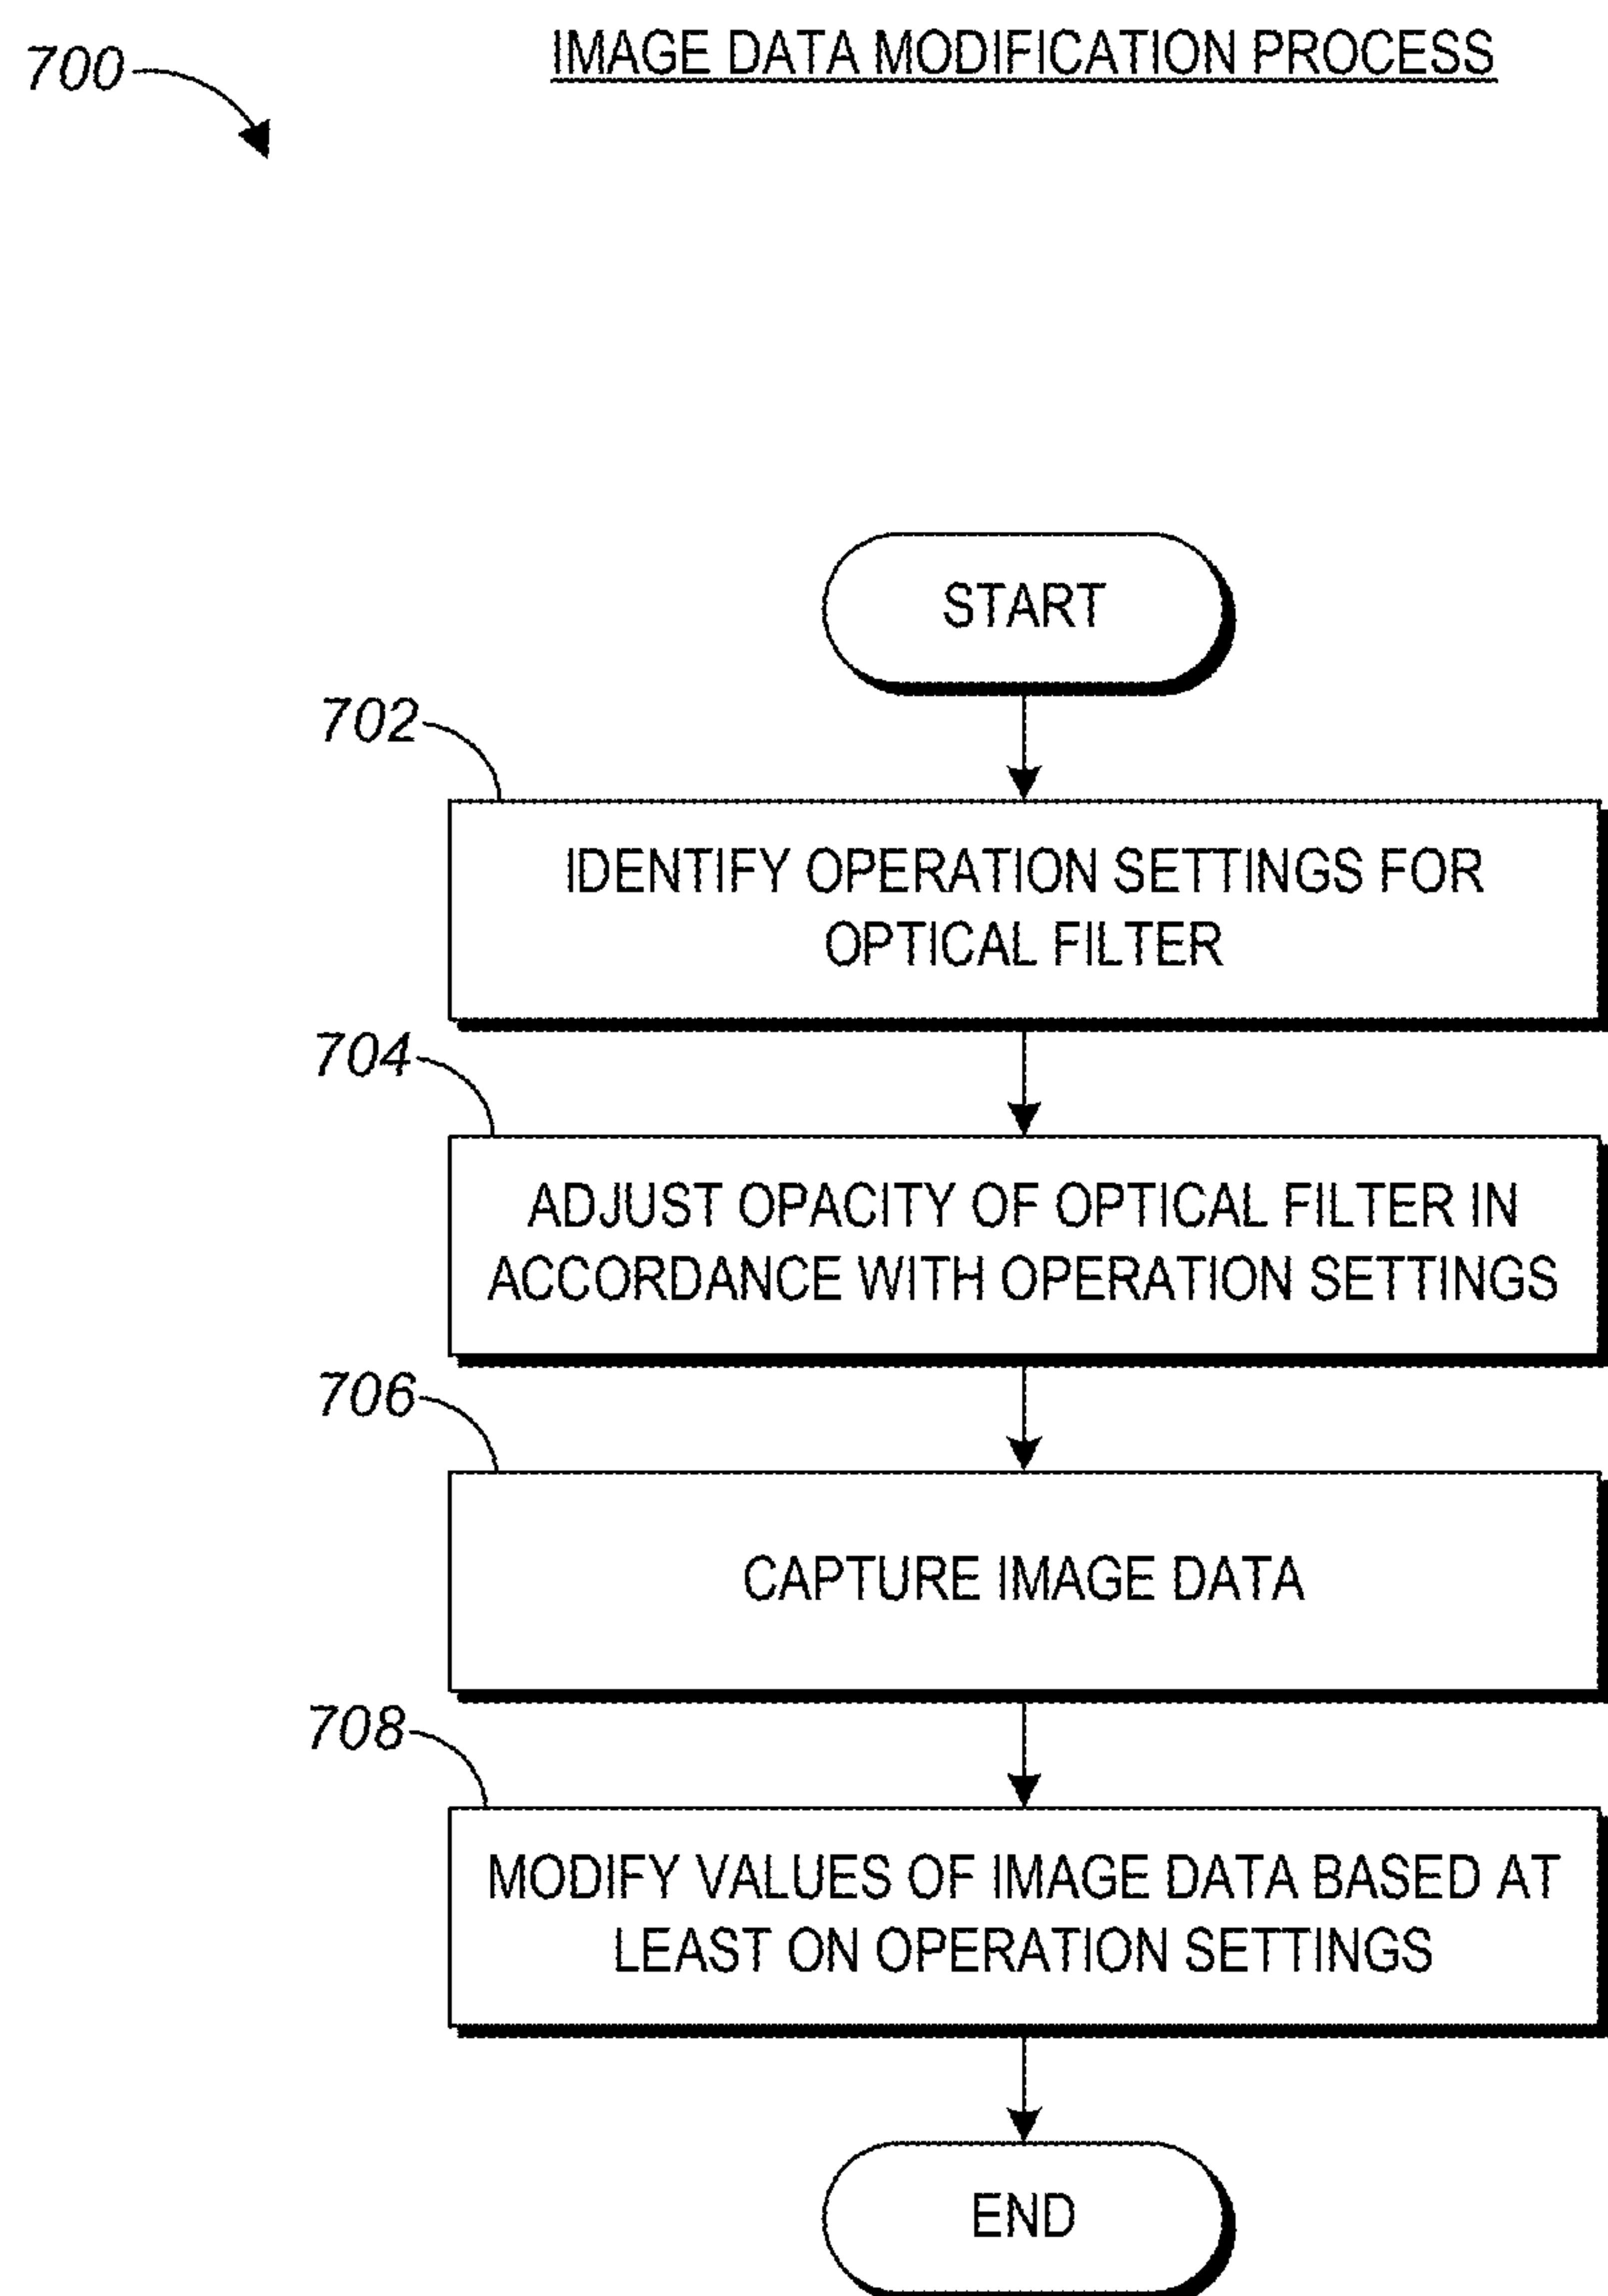 700
IMAGE DATA MODIFICATION PROCESS
START
702
IDENTIFY OPERATION SETTINGS FOR
OPTICAL FILTER
704
ADJUST OPACITY OF OPTICAL FILTER IN
ACCORDANCE WITH OPERATION SETTINGS
706
CAPTURE IMAGE DATA
708
MODIFY VALUES OF IMAGE DATA BASED AT
LEAST ON OPERATION SETTINGS
END